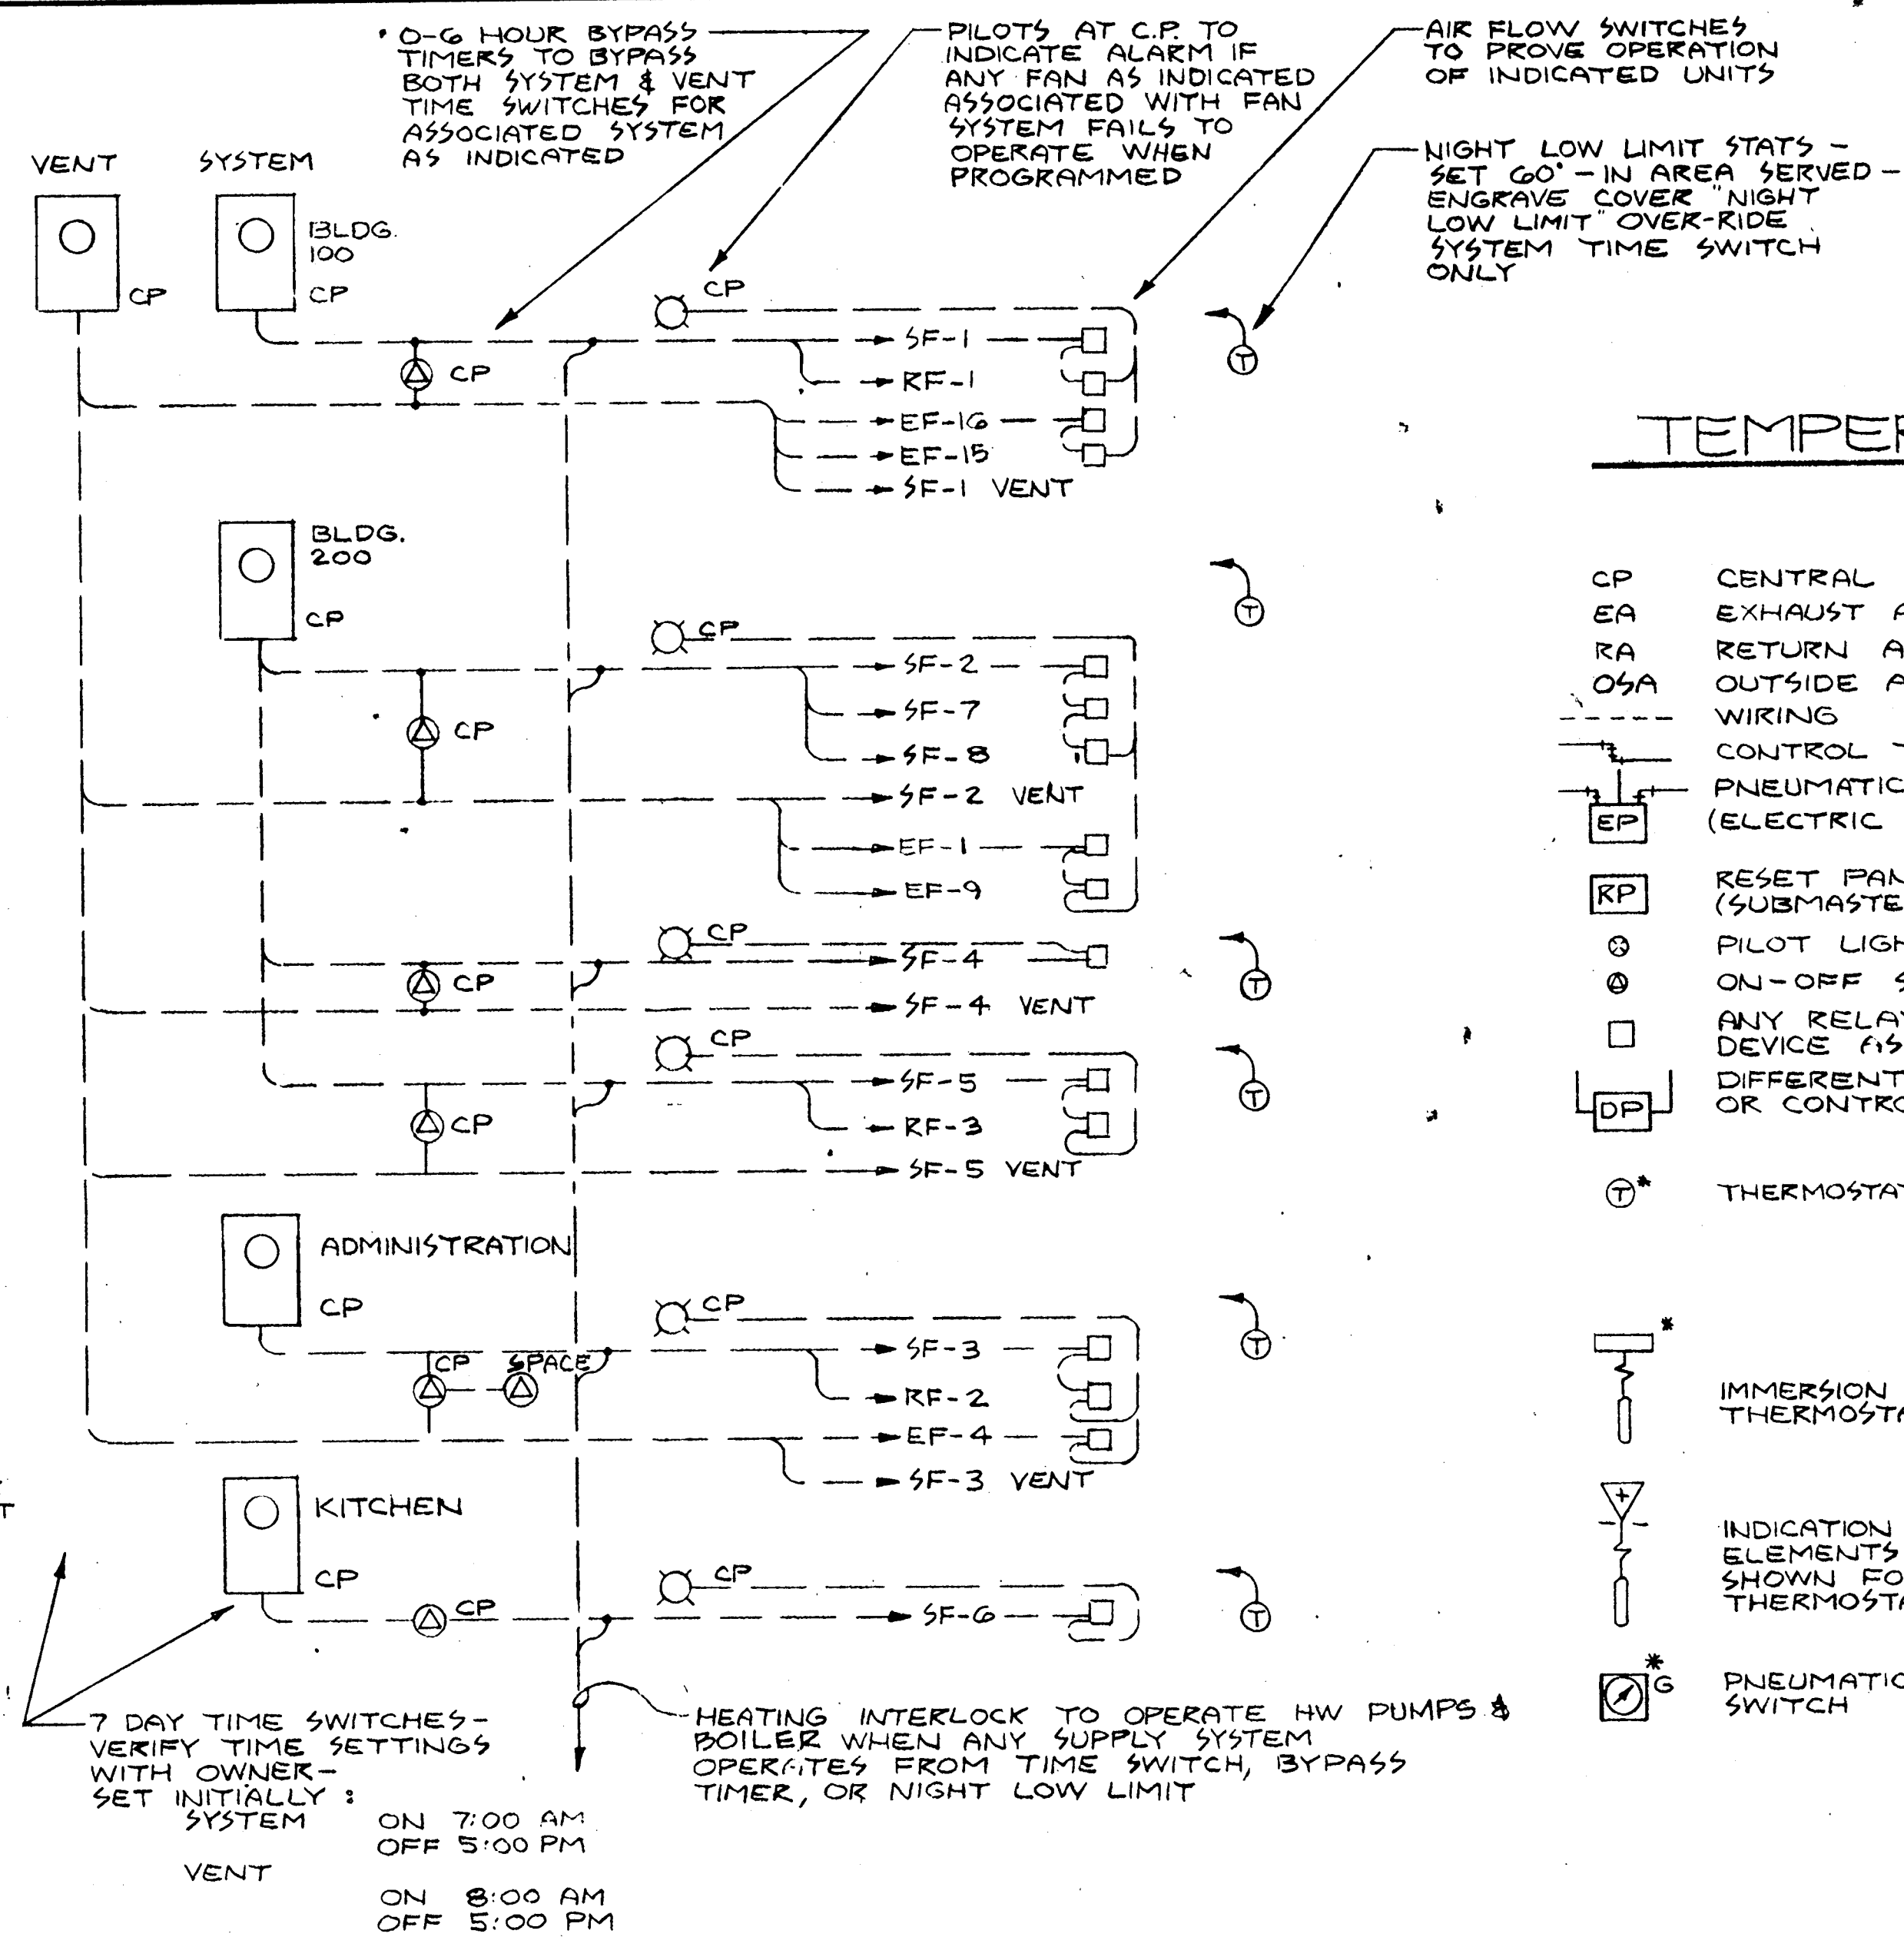 • 0-6 HOUR BYPASS
TIMERS TO BYPASS
BOTH SYSTEM & VENT
TIME SWITCHES FOR
ASSOCIATED SYSTEM
AS INDICATED
PILOTS AT C.P. TO
INDICATE ALARM IF
ANY FAN AS INDICATED
ASSOCIATED WITH FAN
SYSTEM FAILS TO
OPERATE WHEN
PROGRAMMED
AIR FLOW SWITCHES
TO PROVE OPERATION
OF INDICATED UNITS
NIGHT LOW LIMIT STATS -
SET 60° - IN AREA SERVED -
ENGRAVE COVER "NIGHT
LOW LIMIT" OVER-RIDE
SYSTEM TIME SWITCH
ONLY
VENT
CP
SYSTEM
BLDG.
100
CP
CP
CP
SF-1
RF-1
EF-16
EF-15
SF-1 VENT
T
BLDG.
200
CP
CP
CP
SF-2
SF-7
SF-8
SF-2 VENT
EF-1
EF-9
T
CP
CP
SF-4
SF-4 VENT
T
CP
CP
SF-5
RF-3
SF-5 VENT
T
ADMINISTRATION
CP
CP SPACE
CP
SF-3
RF-2
EF-4
SF-3 VENT
T
KITCHEN
CP
CP
CP
SF-6
T
7 DAY TIME SWITCHES-
VERIFY TIME SETTINGS
WITH OWNER-
SET INITIALLY :
SYSTEM ON 7:00 AM
OFF 5:00 PM
VENT
ON 8:00 AM
OFF 5:00 PM
HEATING INTERLOCK TO OPERATE HW PUMPS &
BOILER WHEN ANY SUPPLY SYSTEM
OPERATES FROM TIME SWITCH, BYPASS
TIMER, OR NIGHT LOW LIMIT
TEMPER
CP CENTRAL
EA EXHAUST A
RA RETURN A
OSA OUTSIDE A
WIRING
CONTROL
PNEUMATIC
EP (ELECTRIC
RP RESET PAN
(SUBMASTE
PILOT LIGH
ON-OFF S
ANY RELAY
DEVICE AS
DIFFERENT
DP OR CONTRO
T* THERMOSTAT
*
IMMERSION
THERMOSTA
+
INDICATION
ELEMENTS
SHOWN FO
THERMOSTA
*
G PNEUMATIC
SWITCH
T